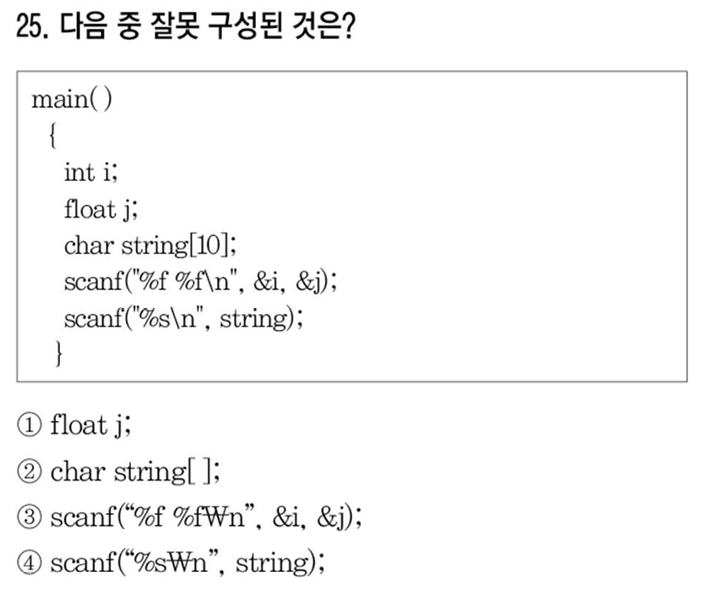 25. 다음 중 잘못 구성된 것은?
main( )
{
int i;
float j;
char string[10];
scanf("%f %f\n", &i, &j);
scanf("%s\n", string);
}
① float j;
② char string[ ];
③ scanf(“%f %f₩n”, &i, &j);
④ scanf(“%s₩n”, string);